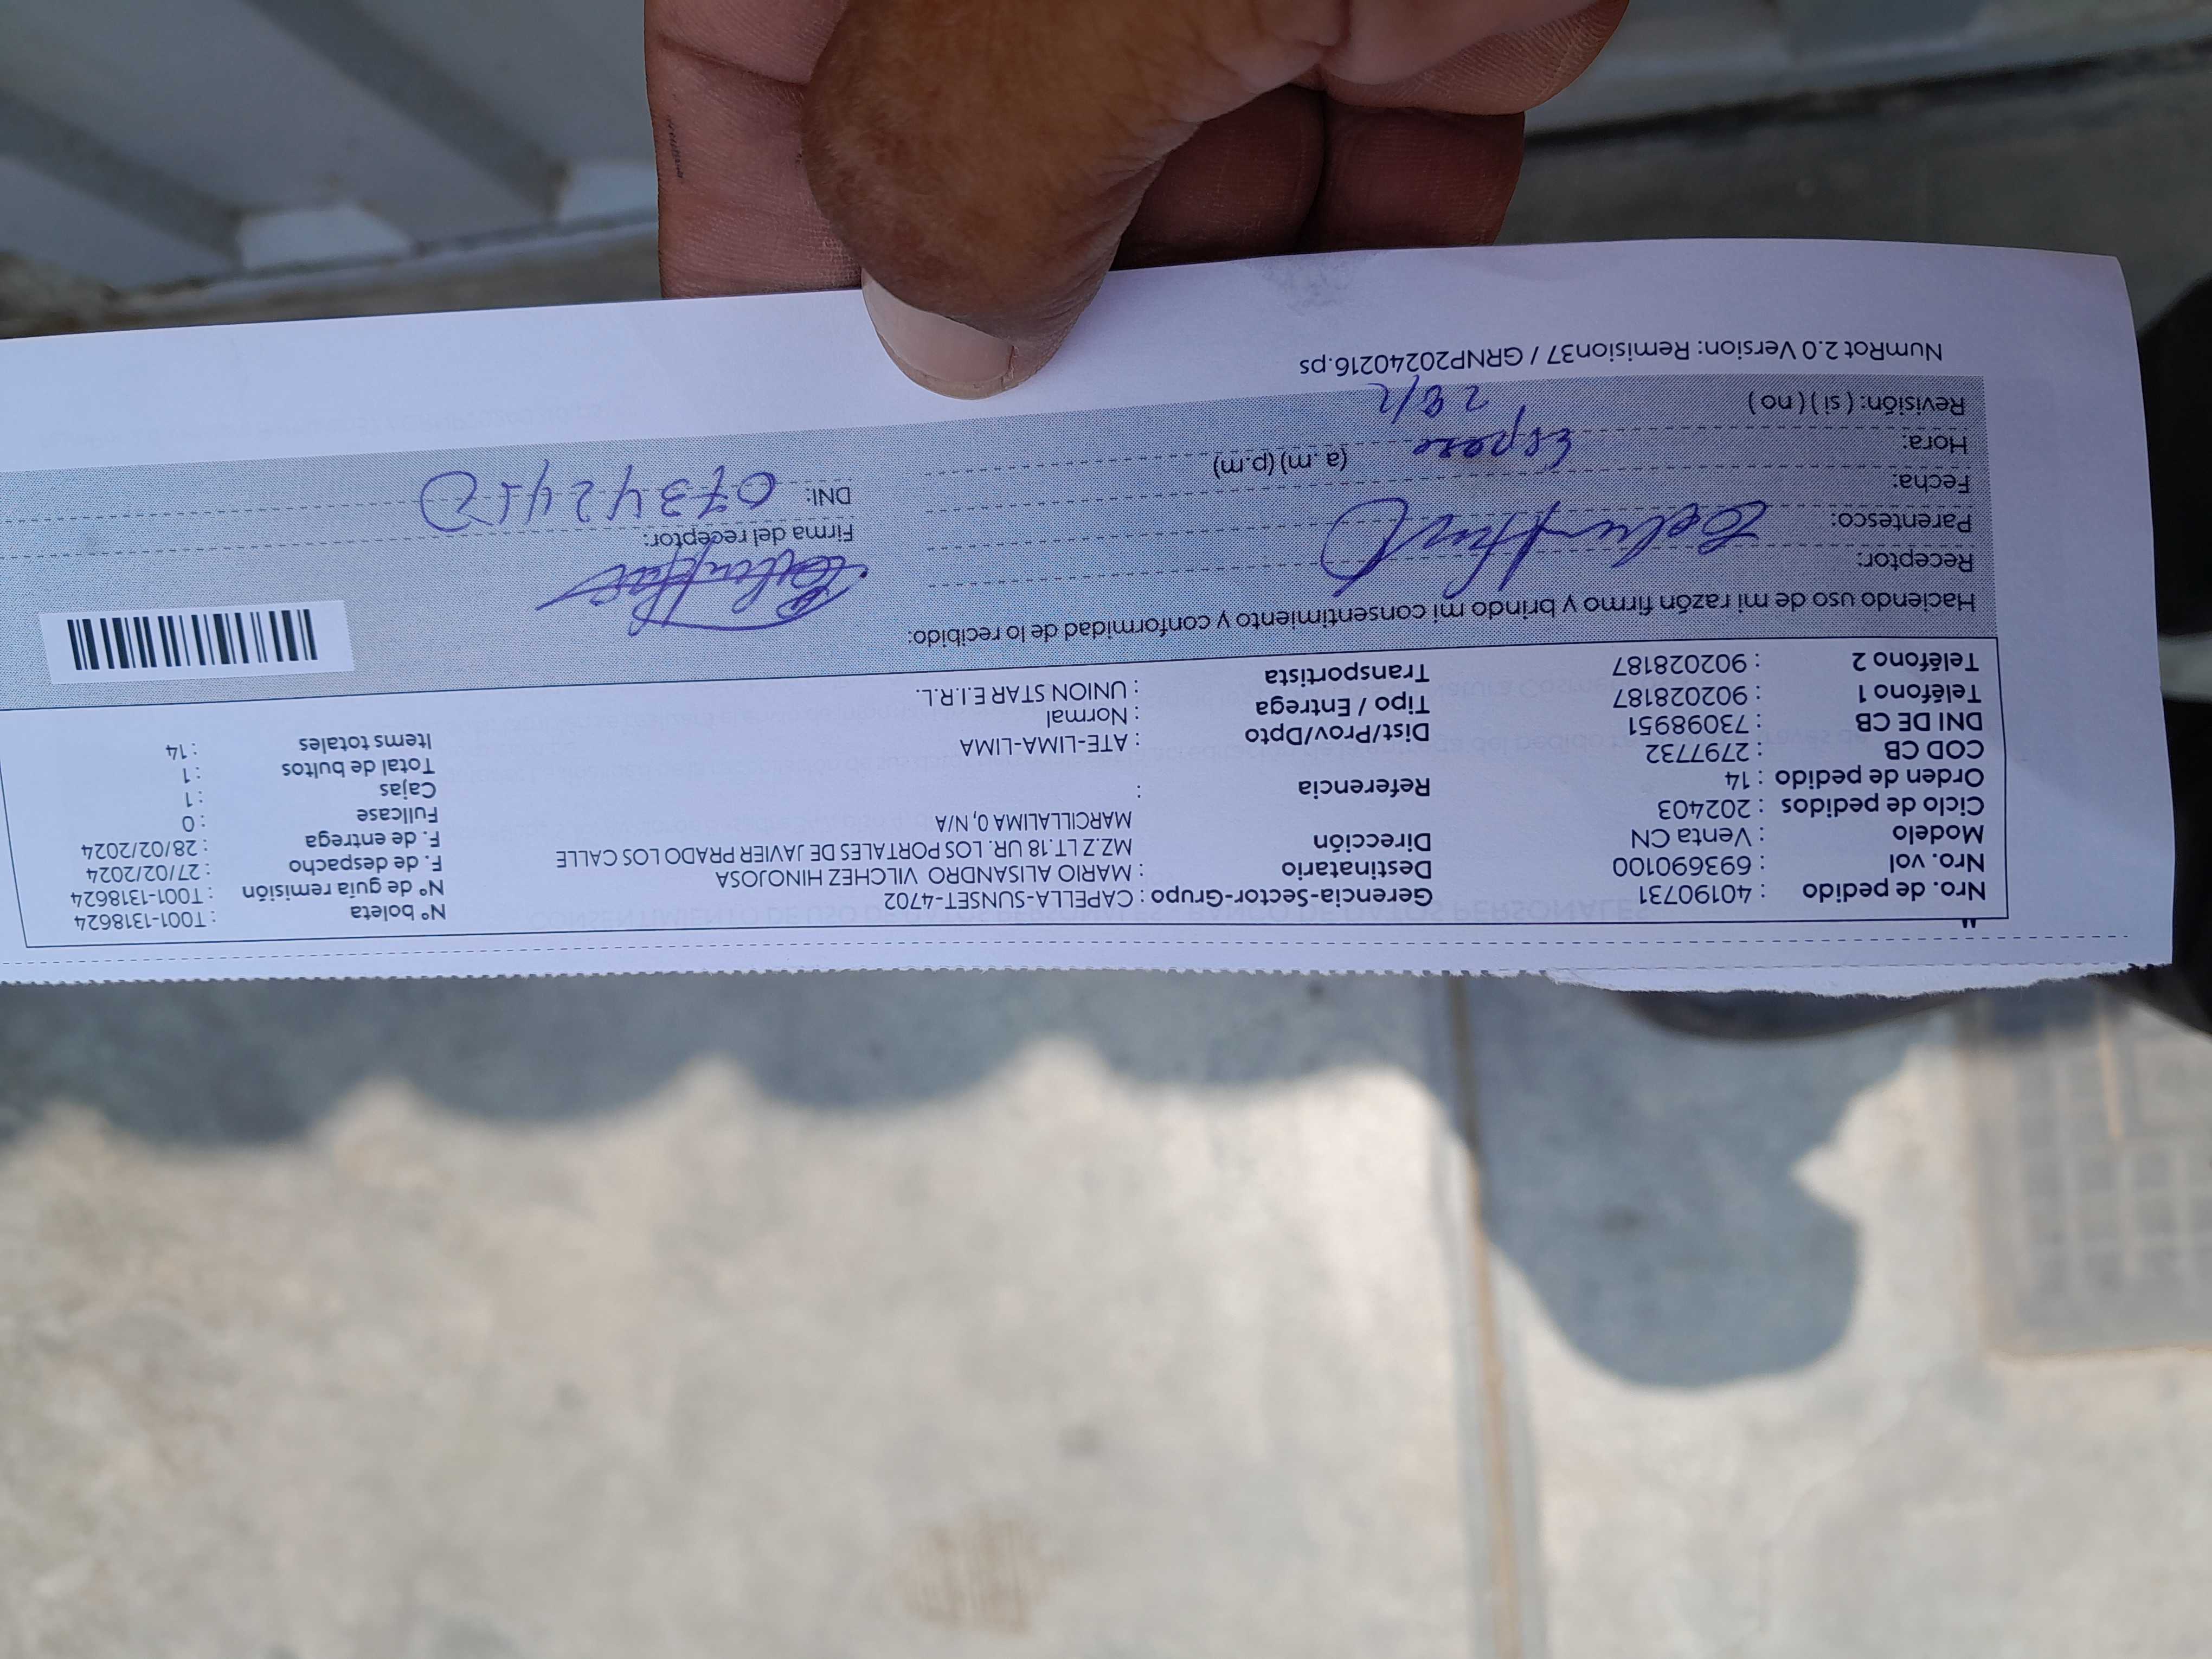 Nro. de pedido : 40190731 Gerencia-Sector-Grupo : CAPELLA-SUNSET-4702 N° boleta : T001-1318624
Nro. vol : 693690100 Destinatario : MARIO ALISANDRO VILCHEZ HINOJOSA N° de guía remisión : T001-1318624
Modelo : Venta CN Dirección MZ.Z LT.18 UR. LOS PORTALES DE JAVIER PRADO LOS CALLE F. de despacho : 27/02/2024
Ciclo de pedidos : 202403 MARCILLALIMA 0, N/A F. de entrega : 28/02/2024
Orden de pedido : 14 Referencia : Fullcase : 0
COD CB : 2797732 Dist/Prov/Dpto : ATE-LIMA-LIMA Cajas : 1
DNI DE CB : 73098951 Tipo / Entrega : Normal Total de bultos : 1
Teléfono 1 : 902028187 Transportista : UNION STAR E.I.R.L. Items totales : 14
Teléfono 2 : 902028187
Haciendo uso de mi razón firmo y brindo mi consentimiento y conformidad de lo recibido:
Receptor:
Parentesco: Firma del receptor:
Fecha: DNI:
Hora: (a.m) (p.m)
Revisión: ( si ) ( no ) 28/2
NumRot 2.0 Version: Remision37 / GRNP20240216.ps